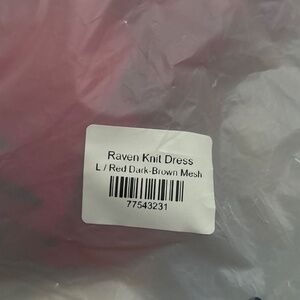 Raven Knit Dress
L / Red Dark-Brown Mesh
77543231